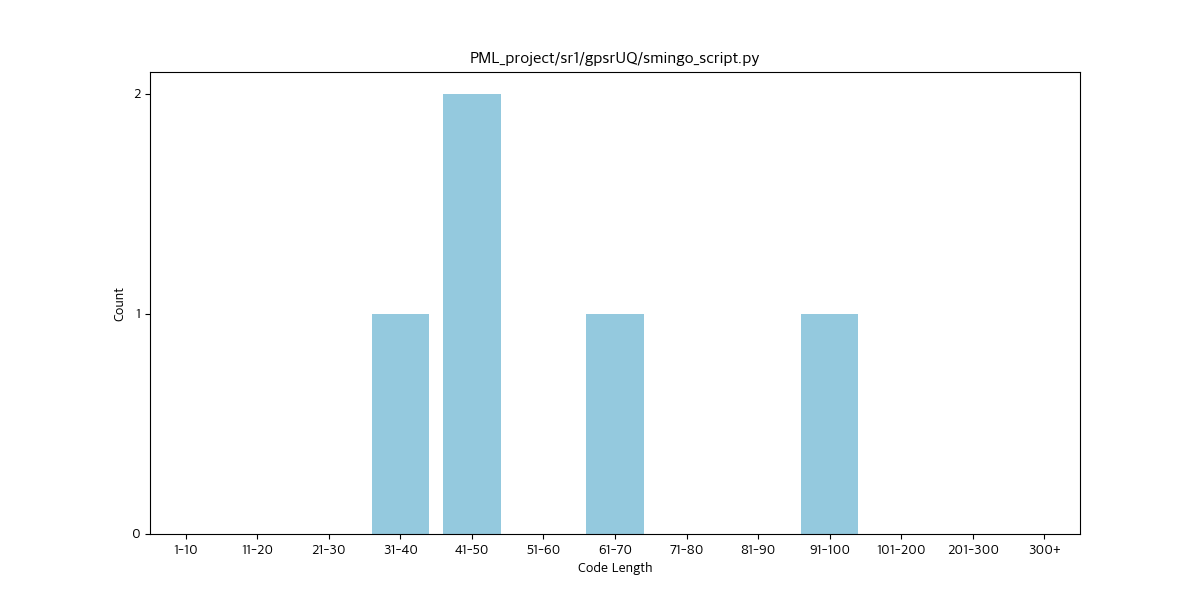 PML_project/sr1/gpsrUQ/smingo_script.py
2
1
0
Count
1-10 11-20 21-30 31-40 41-50 51-60 61-70 71-80 81-90 91-100 101-200 201-300 300+
Code Length